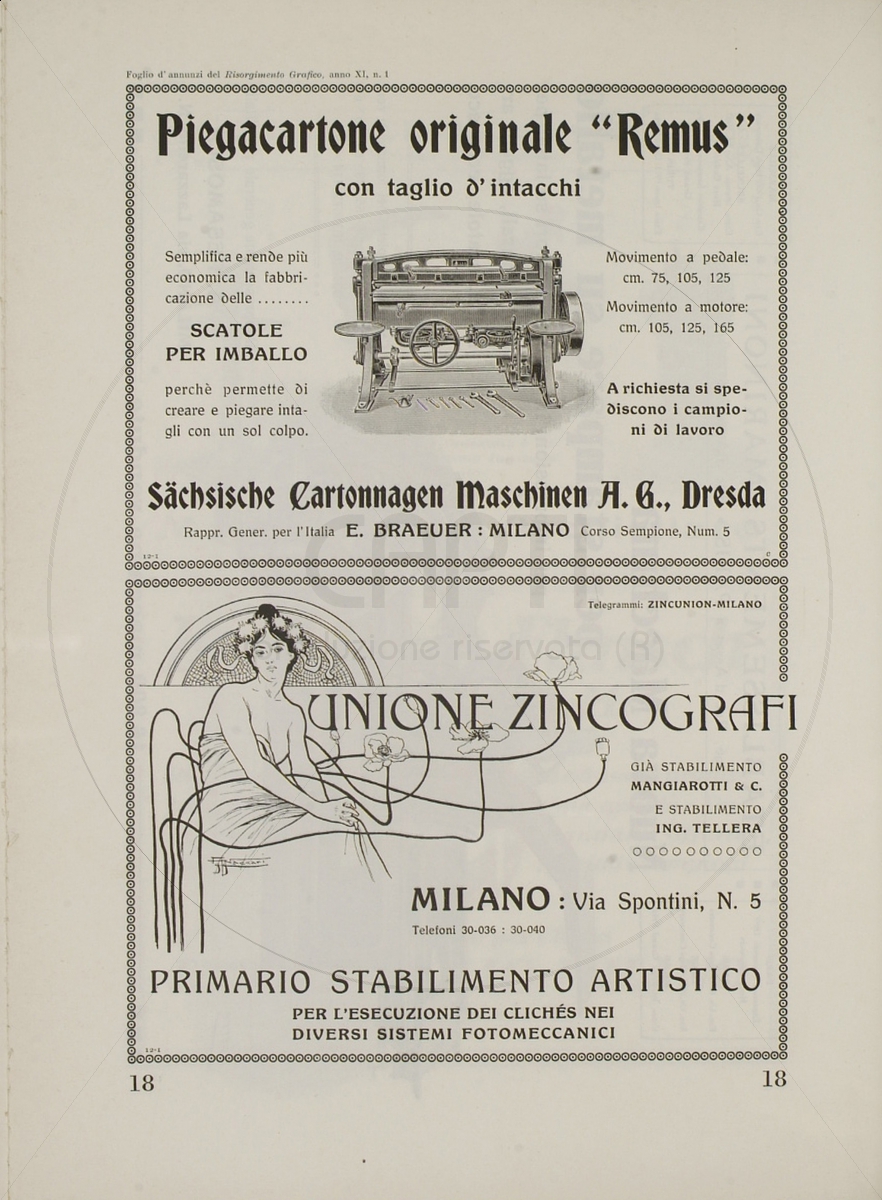 Foglio d'annunzi del Risorgimento Grafico, anno XI, n. 1
Piegacartone originale “Remus”
con taglio d'intacchi
Semplifica e rende più
economica la fabbri-
cazione delle ........
SCATOLE
PER IMBALLO
perchè permette di
creare e piegare inta-
gli con un sol colpo.
Movimento a pedale:
cm. 75, 105, 125
Movimento a motore:
cm. 105, 125, 165
A richiesta si spe-
discono i campio-
ni di lavoro
Sächsische Cartonnagen Maschinen A. G., Dresda
Rappr. Gener. per l'Italia E. BRAEUER : MILANO Corso Sempione, Num. 5
12-1
C
Telegrammi: ZINCUNION-MILANO
UNIONE ZINCOGRAFI
GIÀ STABILIMENTO
MANGIAROTTI & C.
E STABILIMENTO
ING. TELLERA
MILANO : Via Spontini, N. 5
Telefoni 30-036 : 30-040
PRIMARIO STABILIMENTO ARTISTICO
PER L'ESECUZIONE DEI CLICHÉS NEI
DIVERSI SISTEMI FOTOMECCANICI
12-1
18
18
riservata (R)